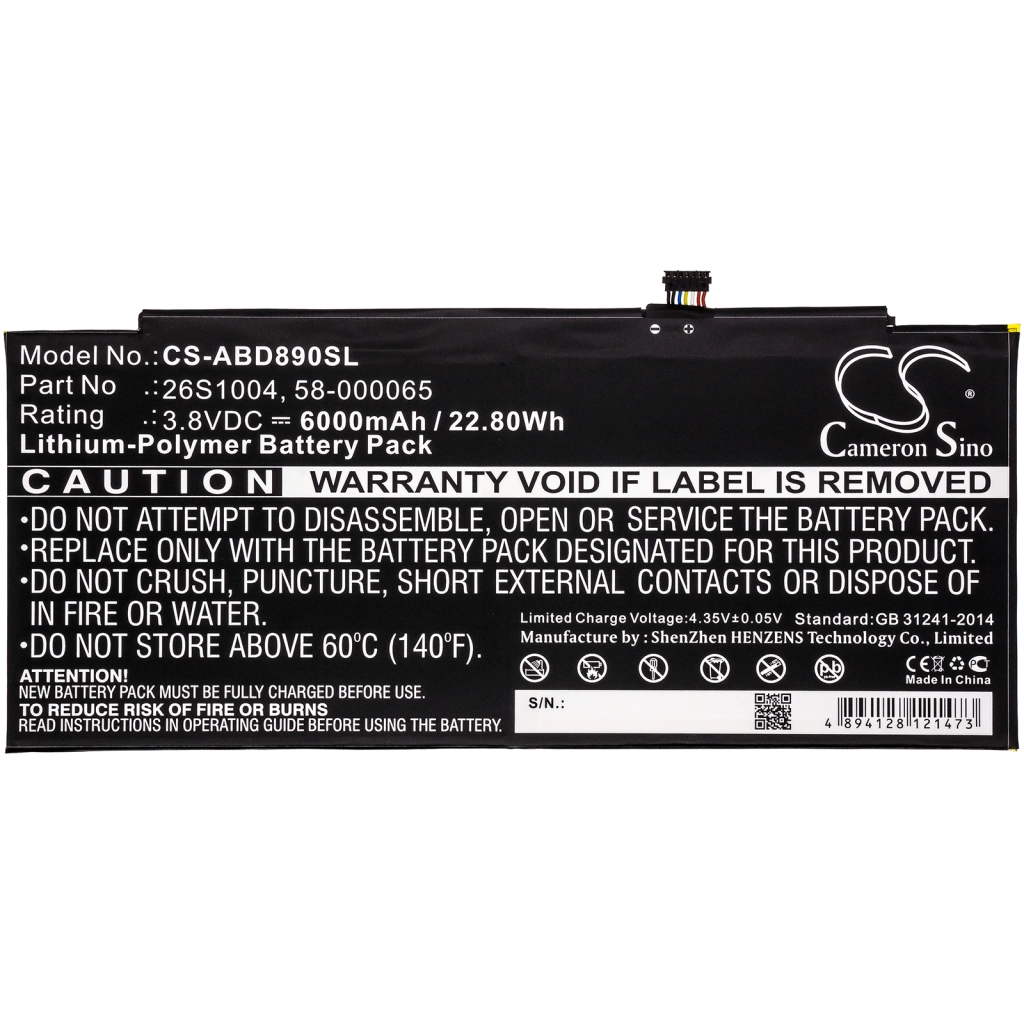 Model No.:CS-ABD890SL
Part No .:26S1004, 58-000065
Rating .:3.8VDC ⎓ 6000mAh / 22.80Wh
Lithium-Polymer Battery Pack
CS
®
Cameron Sino
CAUTION WARRANTY VOID IF LABEL IS REMOVED
•DO NOT ATTEMPT TO DISASSEMBLE, OPEN OR SERVICE THE BATTERY PACK.
•REPLACE ONLY WITH THE BATTERY PACK DESIGNATED FOR THIS PRODUCT.
•DO NOT CRUSH, PUNCTURE, SHORT EXTERNAL CONTACTS OR DISPOSE OF
IN FIRE OR WATER.
•DO NOT STORE ABOVE 60°C (140°F).
Limited Charge Voltage:4.35V±0.05V Standard:GB 31241-2014
Manufacture by : ShenZhen HENZENS Technology Co., Limited
Pb
CE
Made In China
ATTENTION!
NEW BATTERY PACK MUST BE FULLY CHARGED BEFORE USE.
TO REDUCE RISK OF FIRE OR BURNS
READ INSTRUCTIONS IN OPERATING GUIDE BEFORE USING THE BATTERY.
S/N.:
4 894128 121473